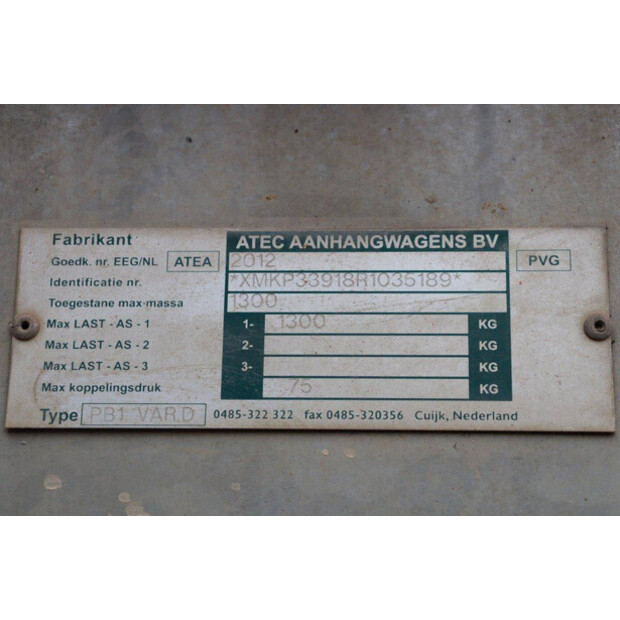 Fabrikant ATEC AANHANGWAGENS BV
Goedk. nr. EEG/NL ATEA 2012 PVG
Identificatie nr. *XMKP33918R1035189*
Toegestane max-massa 1300
Max LAST - AS - 1 1- 1300 KG
Max LAST - AS - 2 2- KG
Max LAST - AS - 3 3-
Max koppelingsdruk 75 KG
Type PB1 VAR.D 0485-322 322 fax 0485-320356 Cuijk, Nederland